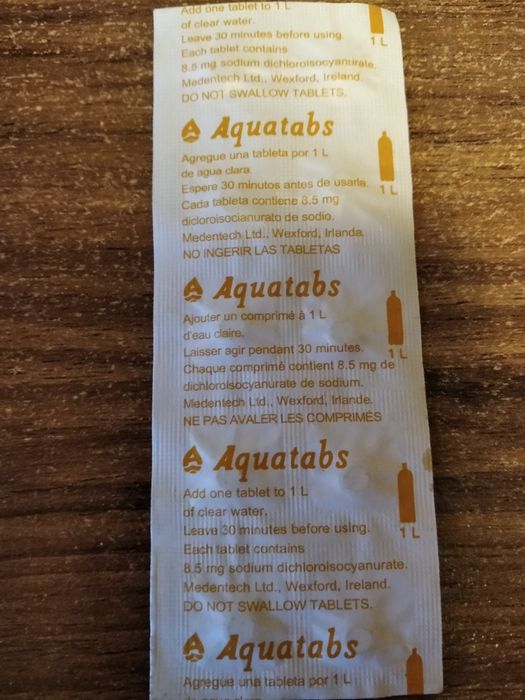 Add one tablet to 1 L
of clear water.
Leave 30 minutes before using.
Each tablet contains
8.5 mg sodium dichloroisocyanurate.
Medentech Ltd., Wexford, Ireland.
DO NOT SWALLOW TABLETS.
1 L
Aquatabs
Agregue una tableta por 1 L
de agua clara.
Espere 30 minutos antes de usarla.
Cada tableta contiene 8.5 mg
dicloroisocianurato de sodio.
Medentech Ltd., Wexford, Irlanda.
NO INGERIR LAS TABLETAS
1 L
Aquatabs
Ajouter un comprimé à 1 L
d'eau claire.
Laisser agir pendant 30 minutes.
Chaque comprimé contient 8.5 mg de
dichloroisocyanurate de sodium.
Medentech Ltd., Wexford, Irlande.
NE PAS AVALER LES COMPRIMÉS
1 L
Aquatabs
Add one tablet to 1 L
of clear water.
Leave 30 minutes before using.
Each tablet contains
8.5 mg sodium dichloroisocyanurate.
Medentech Ltd., Wexford, Ireland.
DO NOT SWALLOW TABLETS.
1 L
Aquatabs
Agregue una tableta por 1 L